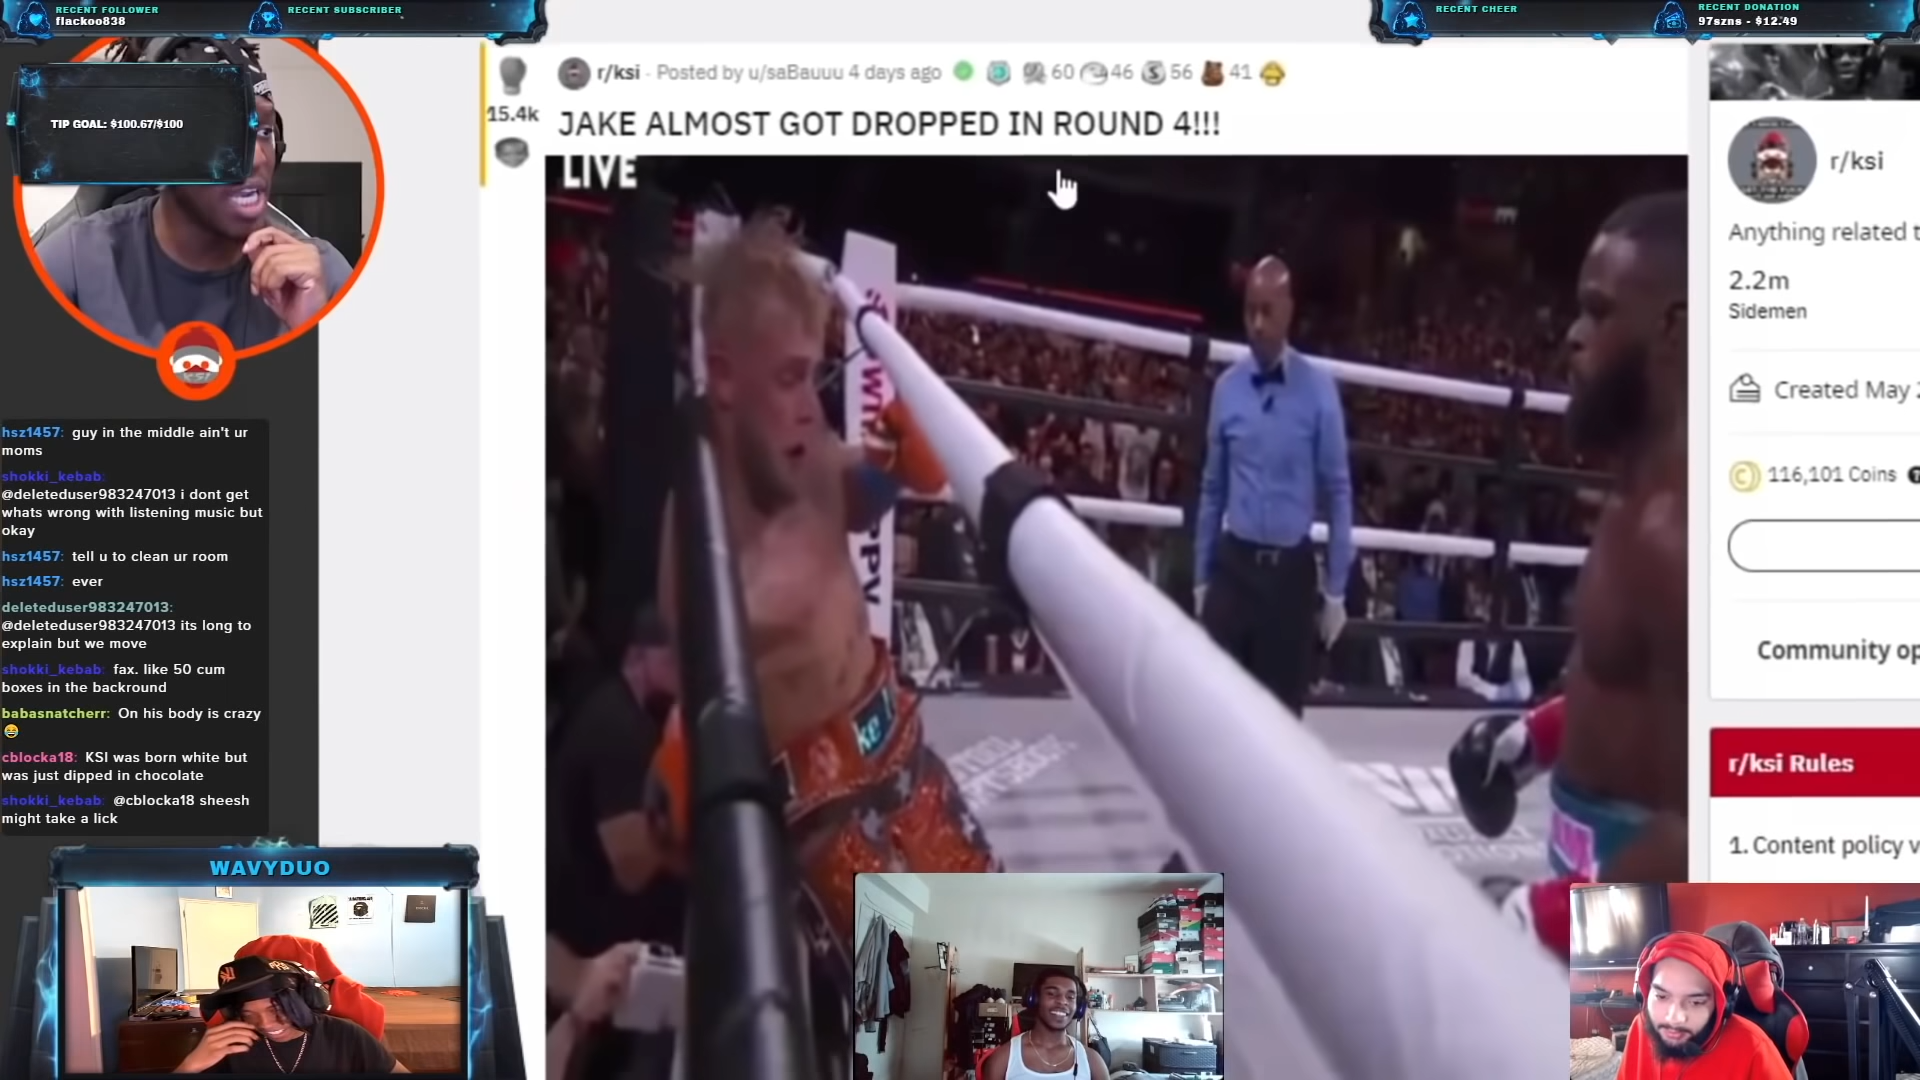 RECENT FOLLOWER
flackoo838
RECENT SUBSCRIBER
RECENT CHEER
RECENT DONATION
97szns - $12.49
TIP GOAL: $100.67/$100
15.4k
r/ksi · Posted by u/saBauuu 4 days ago 60 46 56 41
JAKE ALMOST GOT DROPPED IN ROUND 4!!!
LIVE
PPV
r/ksi
Anything related t
2.2m
Sidemen
Created May 2
116,101 Coins
Community op
r/ksi Rules
1. Content policy v
hsz1457: guy in the middle ain't ur
moms
shokki_kebab:
@deleteduser983247013 i dont get
whats wrong with listening music but
okay
hsz1457: tell u to clean ur room
hsz1457: ever
deleteduser983247013:
@deleteduser983247013 its long to
explain but we move
shokki_kebab: fax. like 50 cum
boxes in the backround
babasnatcherr: On his body is crazy
😂
cblocka18: KSI was born white but
was just dipped in chocolate
shokki_kebab: @cblocka18 sheesh
might take a lick
WAVYDUO